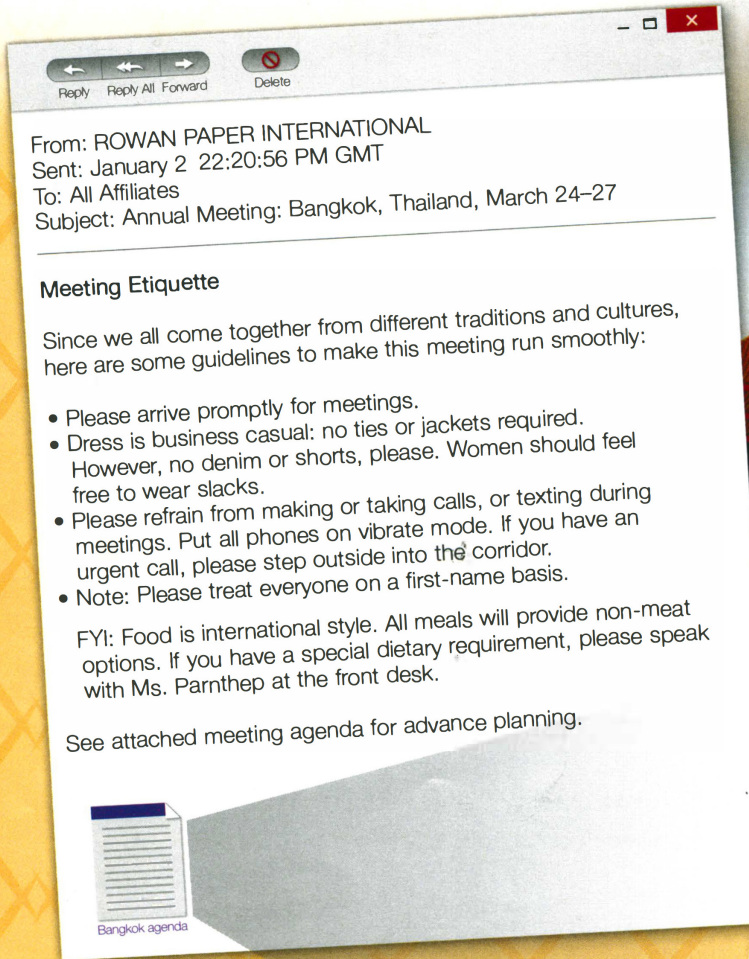 Reply Reply All Forward Delete
From: ROWAN PAPER INTERNATIONAL
Sent: January 2 22:20:56 PM GMT
To: All Affiliates
Subject: Annual Meeting: Bangkok, Thailand, March 24–27
Meeting Etiquette
Since we all come together from different traditions and cultures,
here are some guidelines to make this meeting run smoothly:
• Please arrive promptly for meetings.
• Dress is business casual: no ties or jackets required.
However, no denim or shorts, please. Women should feel
free to wear slacks.
• Please refrain from making or taking calls, or texting during
meetings. Put all phones on vibrate mode. If you have an
urgent call, please step outside into the corridor.
• Note: Please treat everyone on a first-name basis.
FYI: Food is international style. All meals will provide non-meat
options. If you have a special dietary requirement, please speak
with Ms. Parnthep at the front desk.
See attached meeting agenda for advance planning.
Bangkok agenda